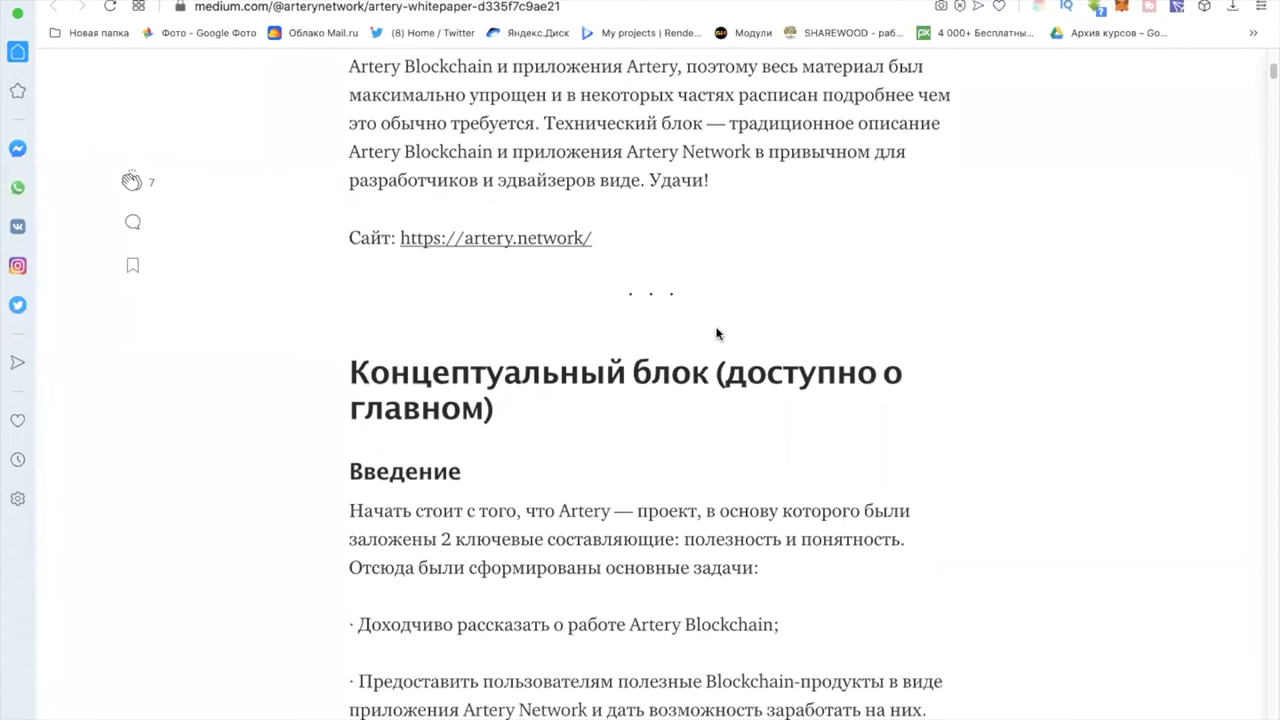 medium.com/@arterynetwork/artery-whitepaper-d335f7c9ae21
Новая папка
Фото - Google Фото
Облако Mail.ru
(8) Home / Twitter
Яндекс.Диск
My projects | Rende...
Модули
SHAREWOOD - раб...
4 000+ Бесплатны...
Архив курсов – Go...
Artery Blockchain и приложения Artery, поэтому весь материал был
максимально упрощен и в некоторых частях расписан подробнее чем
это обычно требуется. Технический блок — традиционное описание
Artery Blockchain и приложения Artery Network в привычном для
разработчиков и эдвайзеров виде. Удачи!
7
Сайт: https://artery.network/
· · ·
Концептуальный блок (доступно о
главном)
Введение
Начать стоит с того, что Artery — проект, в основу которого были
заложены 2 ключевые составляющие: полезность и понятность.
Отсюда были сформированы основные задачи:
· Доходчиво рассказать о работе Artery Blockchain;
· Предоставить пользователям полезные Blockchain-продукты в виде
приложения Artery Network и дать возможность заработать на них.